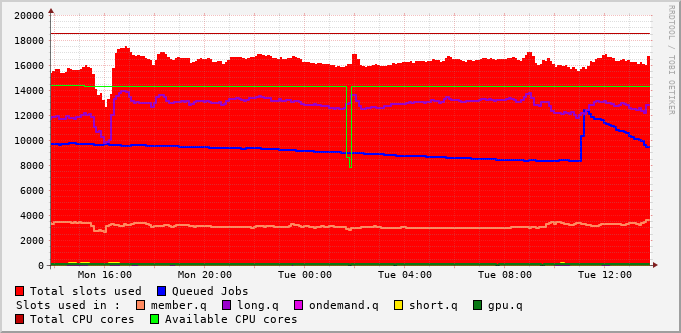 RRDTOOL / TOBI OETIKER
20000
18000
16000
14000
12000
10000
8000
6000
4000
2000
0
Mon 16:00 Mon 20:00 Tue 00:00 Tue 04:00 Tue 08:00 Tue 12:00
Total slots used Queued Jobs
Slots used in : member.q long.q ondemand.q short.q gpu.q
Total CPU cores Available CPU cores